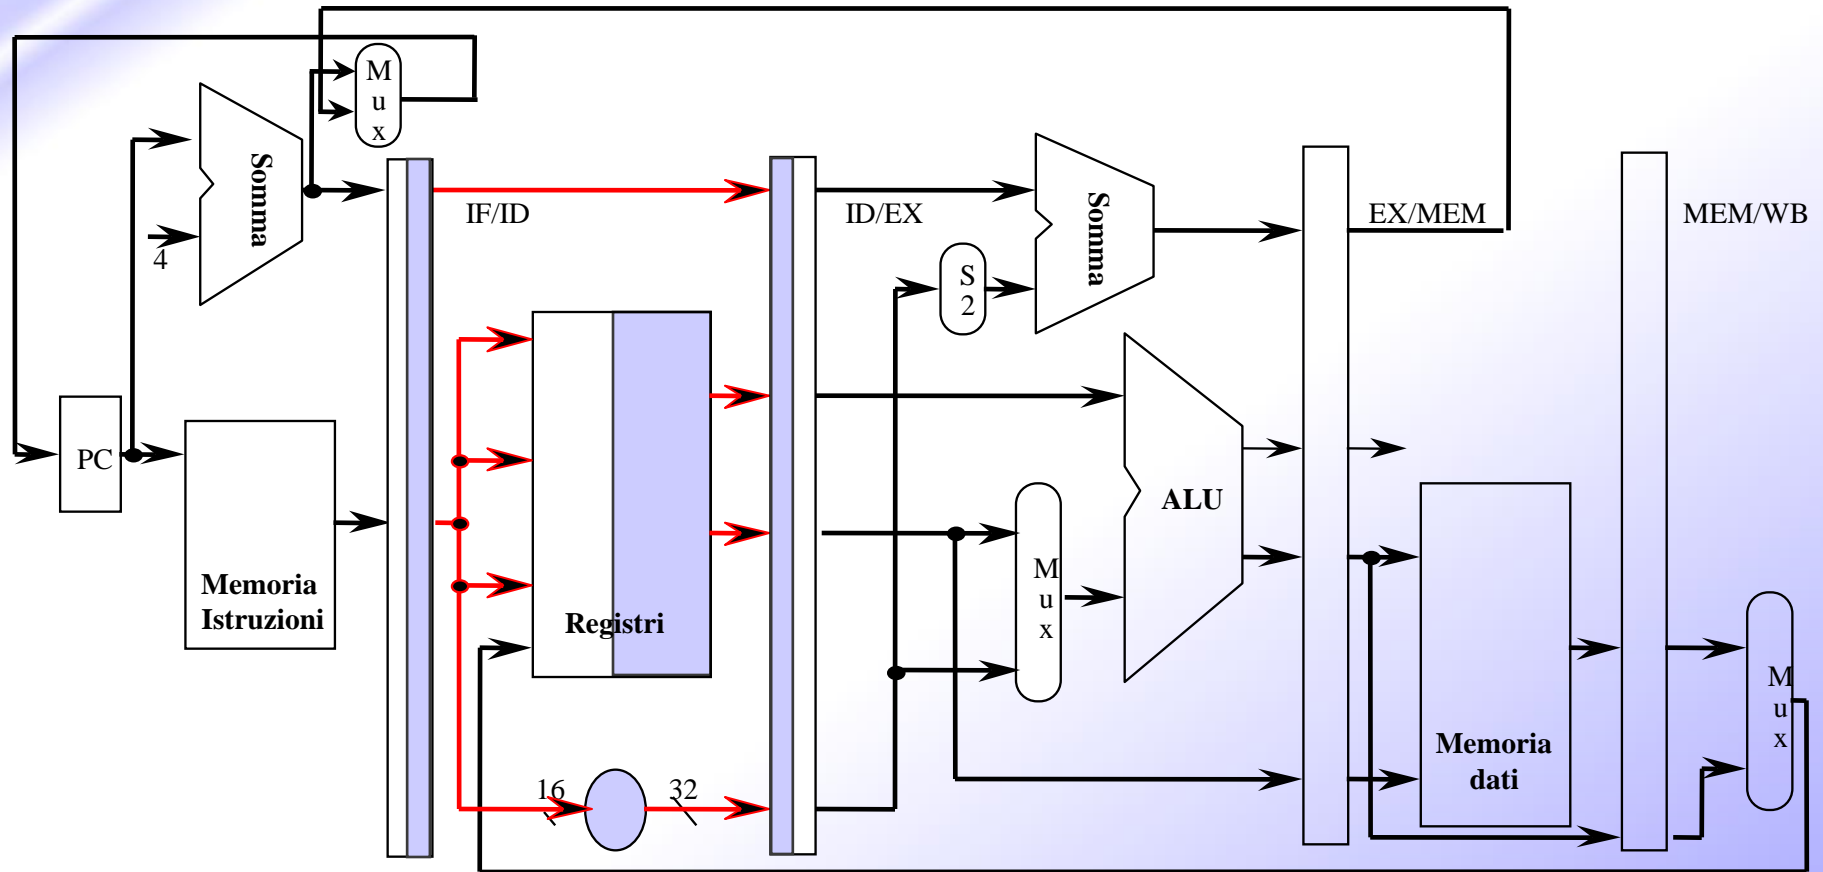 M
u
x
Somma
4
IF/ID
ID/EX
EX/MEM
MEM/WB
Somma
S
2
PC
Memoria
Istruzioni
Registri
ALU
M
u
x
16
32
Memoria
dati
M
u
x